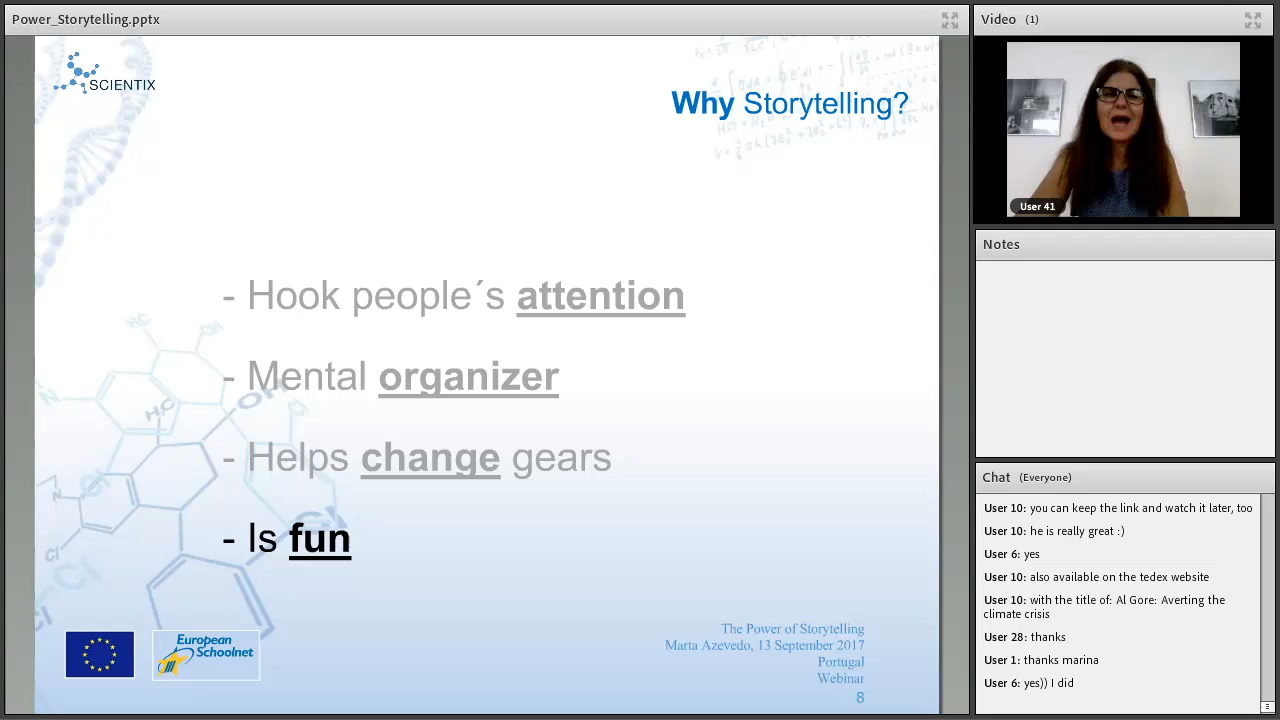 Power_Storytelling.pptx
SCIENTIX
Why Storytelling?
- Hook people´s attention
- Mental organizer
- Helps change gears
- Is fun
European
Schoolnet
The Power of Storytelling
Marta Azevedo, 13 September 2017
Portugal
Webinar
8
Video (1)
User 41
Notes
Chat (Everyone)
User 10: you can keep the link and watch it later, too
User 10: he is really great :)
User 6: yes
User 10: also available on the tedex website
User 10: with the title of: Al Gore: Averting the
climate crisis
User 28: thanks
User 1: thanks marina
User 6: yes)) I did